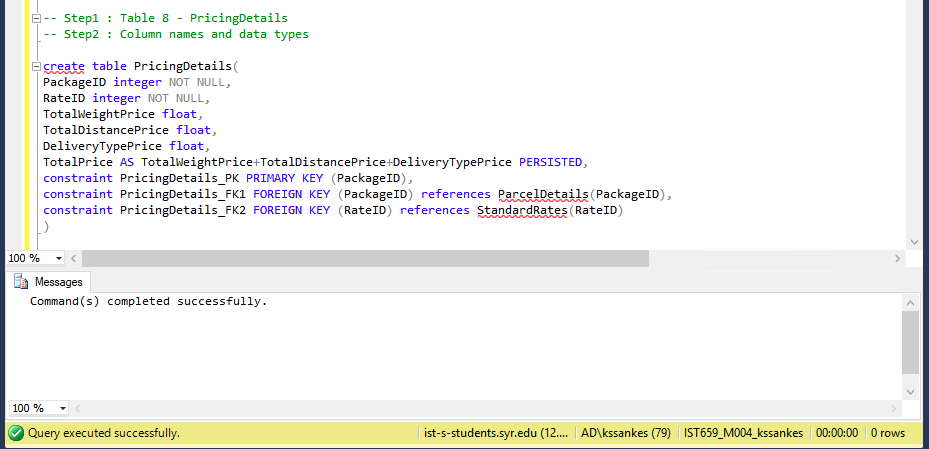 -- Step1 : Table 8 - PricingDetails
-- Step2 : Column names and data types
create table PricingDetails(
PackageID integer NOT NULL,
RateID integer NOT NULL,
TotalWeightPrice float,
TotalDistancePrice float,
DeliveryTypePrice float,
TotalPrice AS TotalWeightPrice+TotalDistancePrice+DeliveryTypePrice PERSISTED,
constraint PricingDetails_PK PRIMARY KEY (PackageID),
constraint PricingDetails_FK1 FOREIGN KEY (PackageID) references ParcelDetails(PackageID),
constraint PricingDetails_FK2 FOREIGN KEY (RateID) references StandardRates(RateID)
)
100 %
Messages
Command(s) completed successfully.
100 %
Query executed successfully. ist-s-students.syr.edu (12.... AD\kssankes (79) IST659_M004_kssankes 00:00:00 0 rows